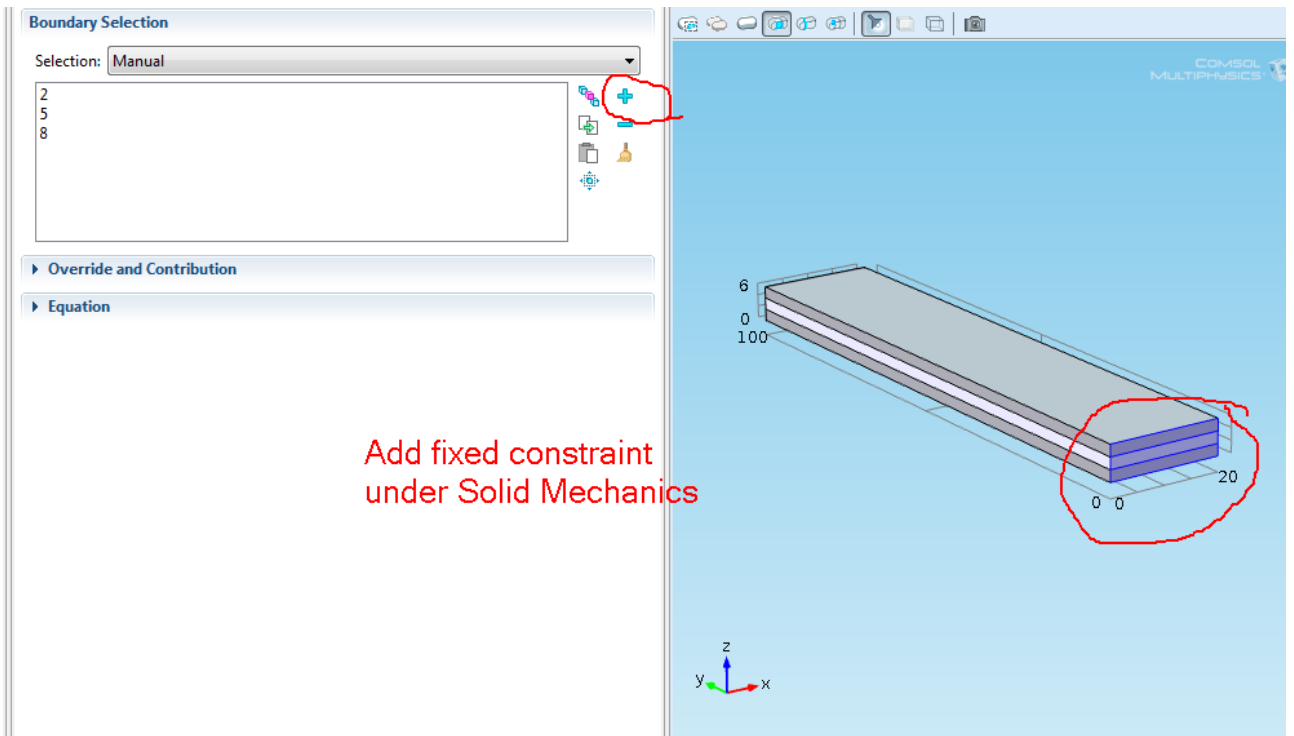 Boundary Selection
Selection: Manual
2
5
8
Override and Contribution
Equation
Add fixed constraint
under Solid Mechanics
COMSOL
MULTIPHYSICS
6
0
100
20
0 0
z
y x